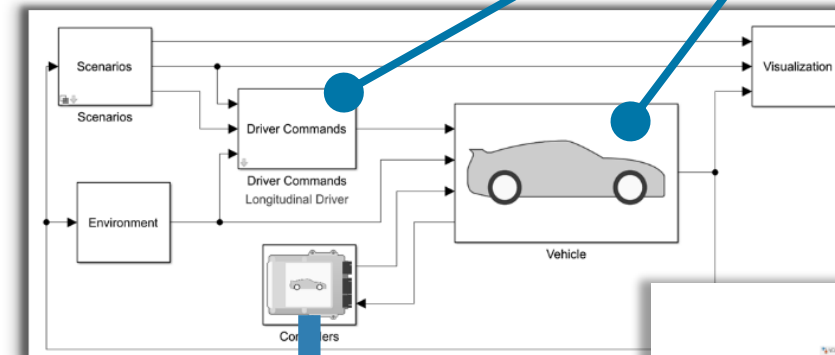 Scenarios
Scenarios
Visualization
Driver Commands
Driver Commands
Longitudinal Driver
Environment
Vehicle